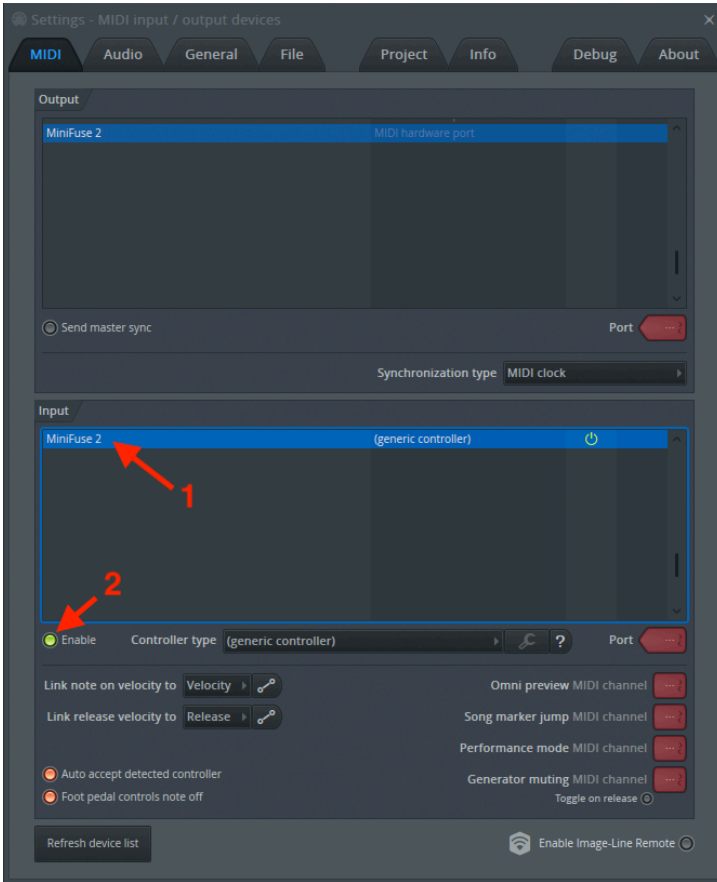 Settings - MIDI input / output devices
MIDI Audio General File Project Info Debug About
Output
MiniFuse 2 MIDI hardware port
Send master sync Port ---
Synchronization type MIDI clock
Input
MiniFuse 2 (generic controller)
1
2
Enable Controller type (generic controller) ? Port ---
Link note on velocity to Velocity Omni preview MIDI channel ---
Link release velocity to Release Song marker jump MIDI channel ---
Performance mode MIDI channel ---
Auto accept detected controller Generator muting MIDI channel ---
Foot pedal controls note off Toggle on release
Refresh device list Enable Image-Line Remote